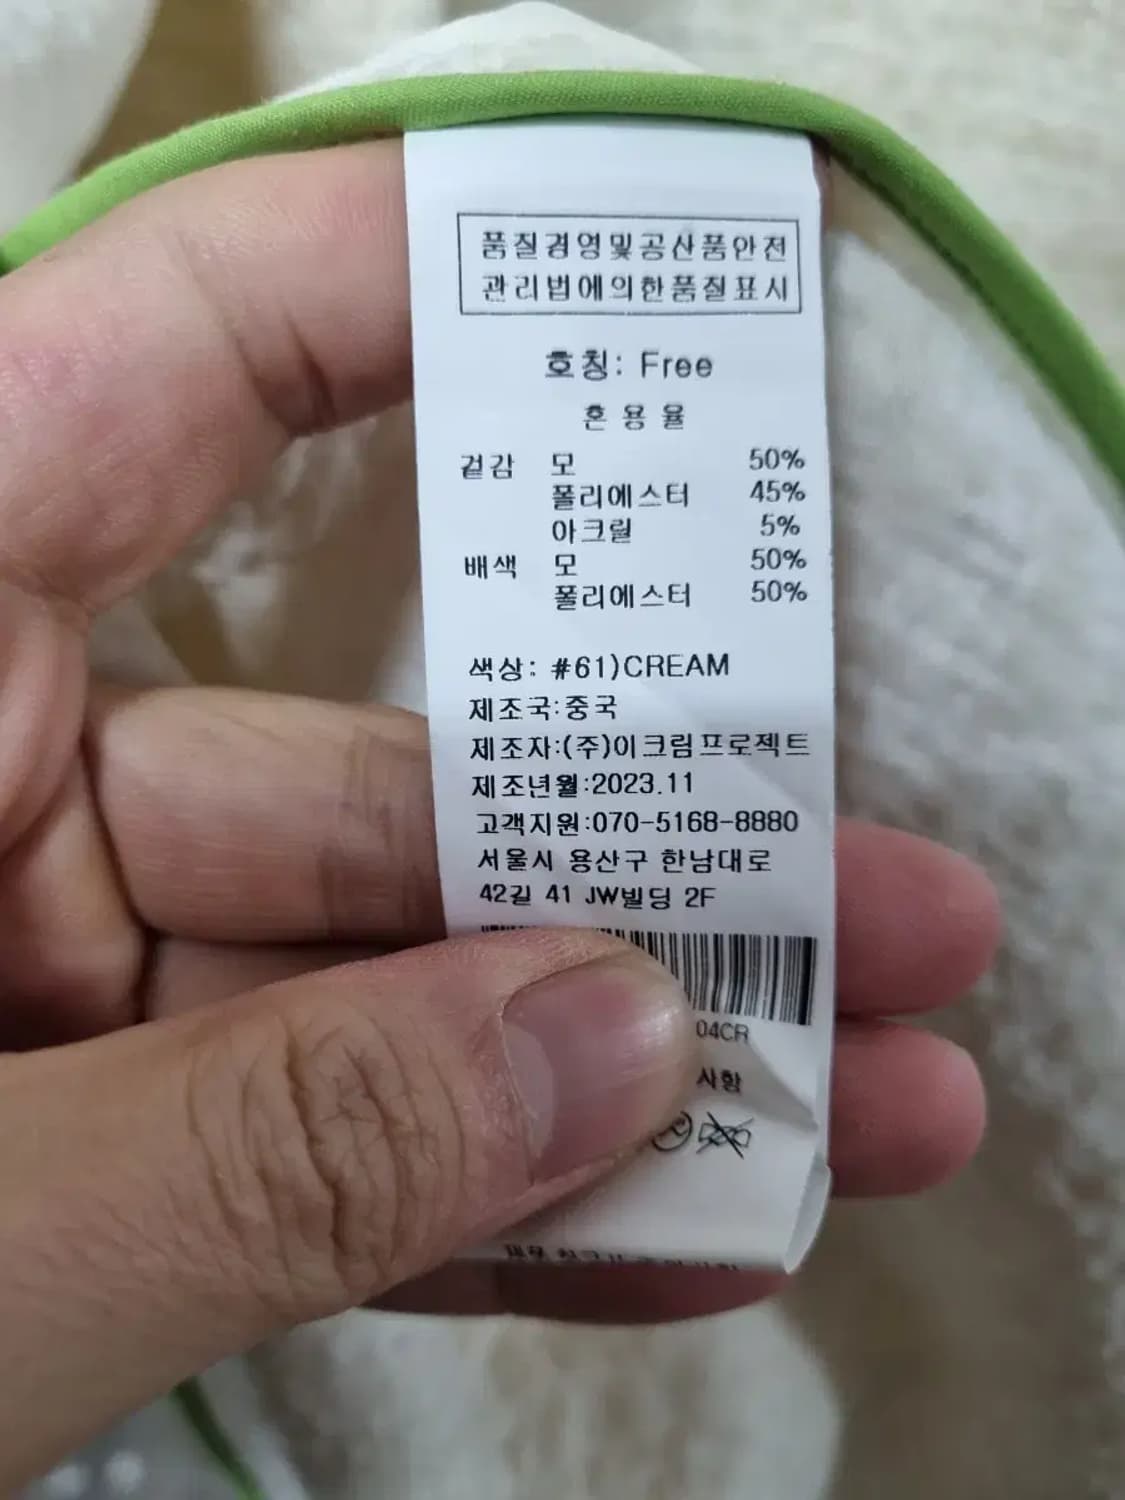 품질경영및공산품안전
관리법에의한품질표시
호칭: Free
혼용율
겉감 모 50%
폴리에스터 45%
아크릴 5%
배색 모 50%
폴리에스터 50%
색상: #61)CREAM
제조국:중국
제조자:(주)이크림프로젝트
제조년월:2023.11
고객지원:070-5168-8880
서울시 용산구 한남대로
42길 41 JW빌딩 2F
04CR
사항